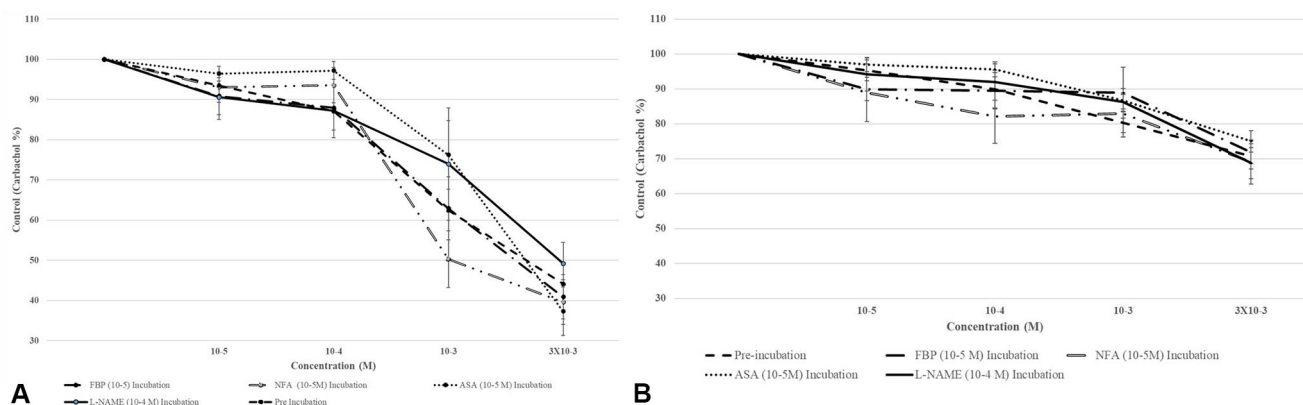 110
100
90
80
70
60
50
40
30
Control (Carbachol %)
10-5 10-4 10-3 3X10-3
Concentration (M)
FBP (10-5) Incubation NFA (10-5M) Incubation ASA (10-5 M) Incubation
L-NAME (10-4 M) Incubation Pre Incubation
A
110
100
90
80
70
60
50
40
30
Control (Carbachol %)
10-5 10-4 10-3 3X10-3
Concentration (M)
Pre-incubation FBP (10-5 M) Incubation NFA (10-5M) Incubation
ASA (10-5M) Incubation L-NAME (10-4 M) Incubation
B